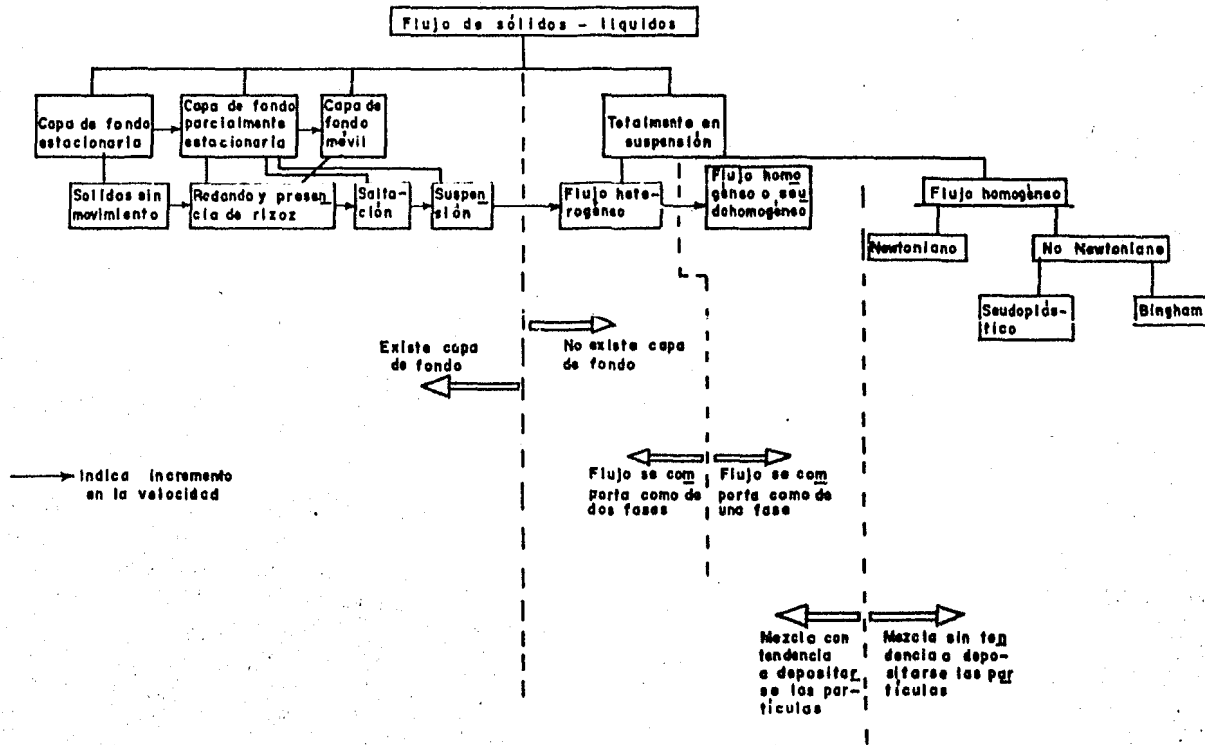 Flujo de sólidos - líquidos
Capa de fondo
estacionaria
Capa de fondo
parcialmente
estacionaria
Capa de
fondo
móvil
Totalmente en
suspensión
Solidos sin
movimiento
Rodando y presen
cia de rizoz
Salta-
ción
Suspen
sión
Flujo hete-
rogéneo
Flujo homo
géneo o seu
dohomogéneo
Flujo homogéneo
Newtoniano
No Newtoniano
Seudoplás-
tico
Bingham
Existe capa
de fondo
No existe capa
de fondo
Indica incremento
en la velocidad
Flujo se com
porta como de
dos fases
Flujo se com
porta como de
una fase
Mezcla con
tendencia
a depositar
se las par-
tículas
Mezcla sin ten
dencia a depo-
sitarse las par
tículas